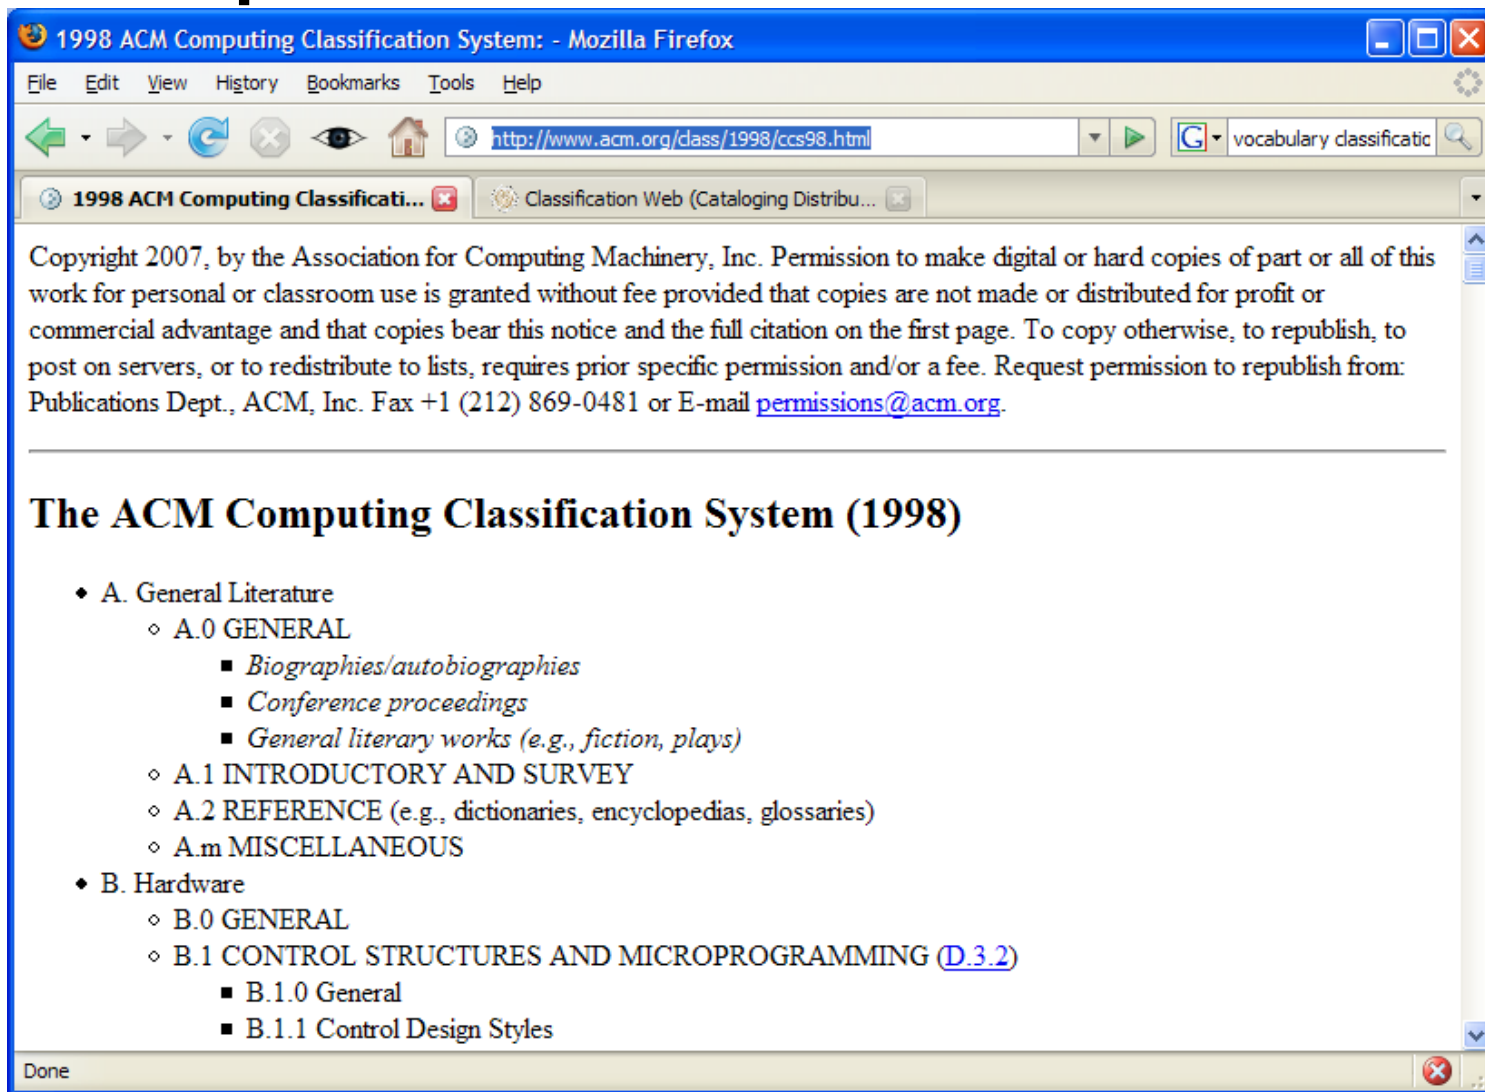 1998 ACM Computing Classification System: - Mozilla Firefox
File Edit View History Bookmarks Tools Help
http://www.acm.org/class/1998/ccs98.html G vocabulary classificatic
1998 ACM Computing Classificati... Classification Web (Cataloging Distribu...
Copyright 2007, by the Association for Computing Machinery, Inc. Permission to make digital or hard copies of part or all of this
work for personal or classroom use is granted without fee provided that copies are not made or distributed for profit or
commercial advantage and that copies bear this notice and the full citation on the first page. To copy otherwise, to republish, to
post on servers, or to redistribute to lists, requires prior specific permission and/or a fee. Request permission to republish from:
Publications Dept., ACM, Inc. Fax +1 (212) 869-0481 or E-mail permissions@acm.org.
The ACM Computing Classification System (1998)
A. General Literature
A.0 GENERAL
Biographies/autobiographies
Conference proceedings
General literary works (e.g., fiction, plays)
A.1 INTRODUCTORY AND SURVEY
A.2 REFERENCE (e.g., dictionaries, encyclopedias, glossaries)
A.m MISCELLANEOUS
B. Hardware
B.0 GENERAL
B.1 CONTROL STRUCTURES AND MICROPROGRAMMING (D.3.2)
B.1.0 General
B.1.1 Control Design Styles
Done